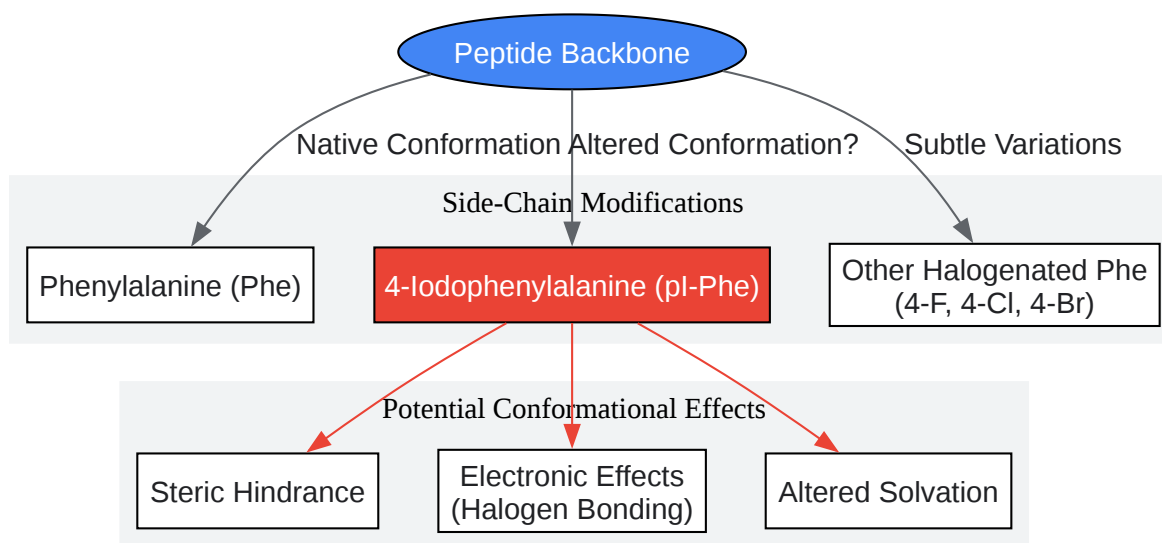 Peptide Backbone
Native Conformation
Altered Conformation?
Subtle Variations
Side-Chain Modifications
Phenylalanine (Phe)
4-Iodophenylalanine (pI-Phe)
Other Halogenated Phe
(4-F, 4-Cl, 4-Br)
Potential Conformational Effects
Steric Hindrance
Electronic Effects
(Halogen Bonding)
Altered Solvation